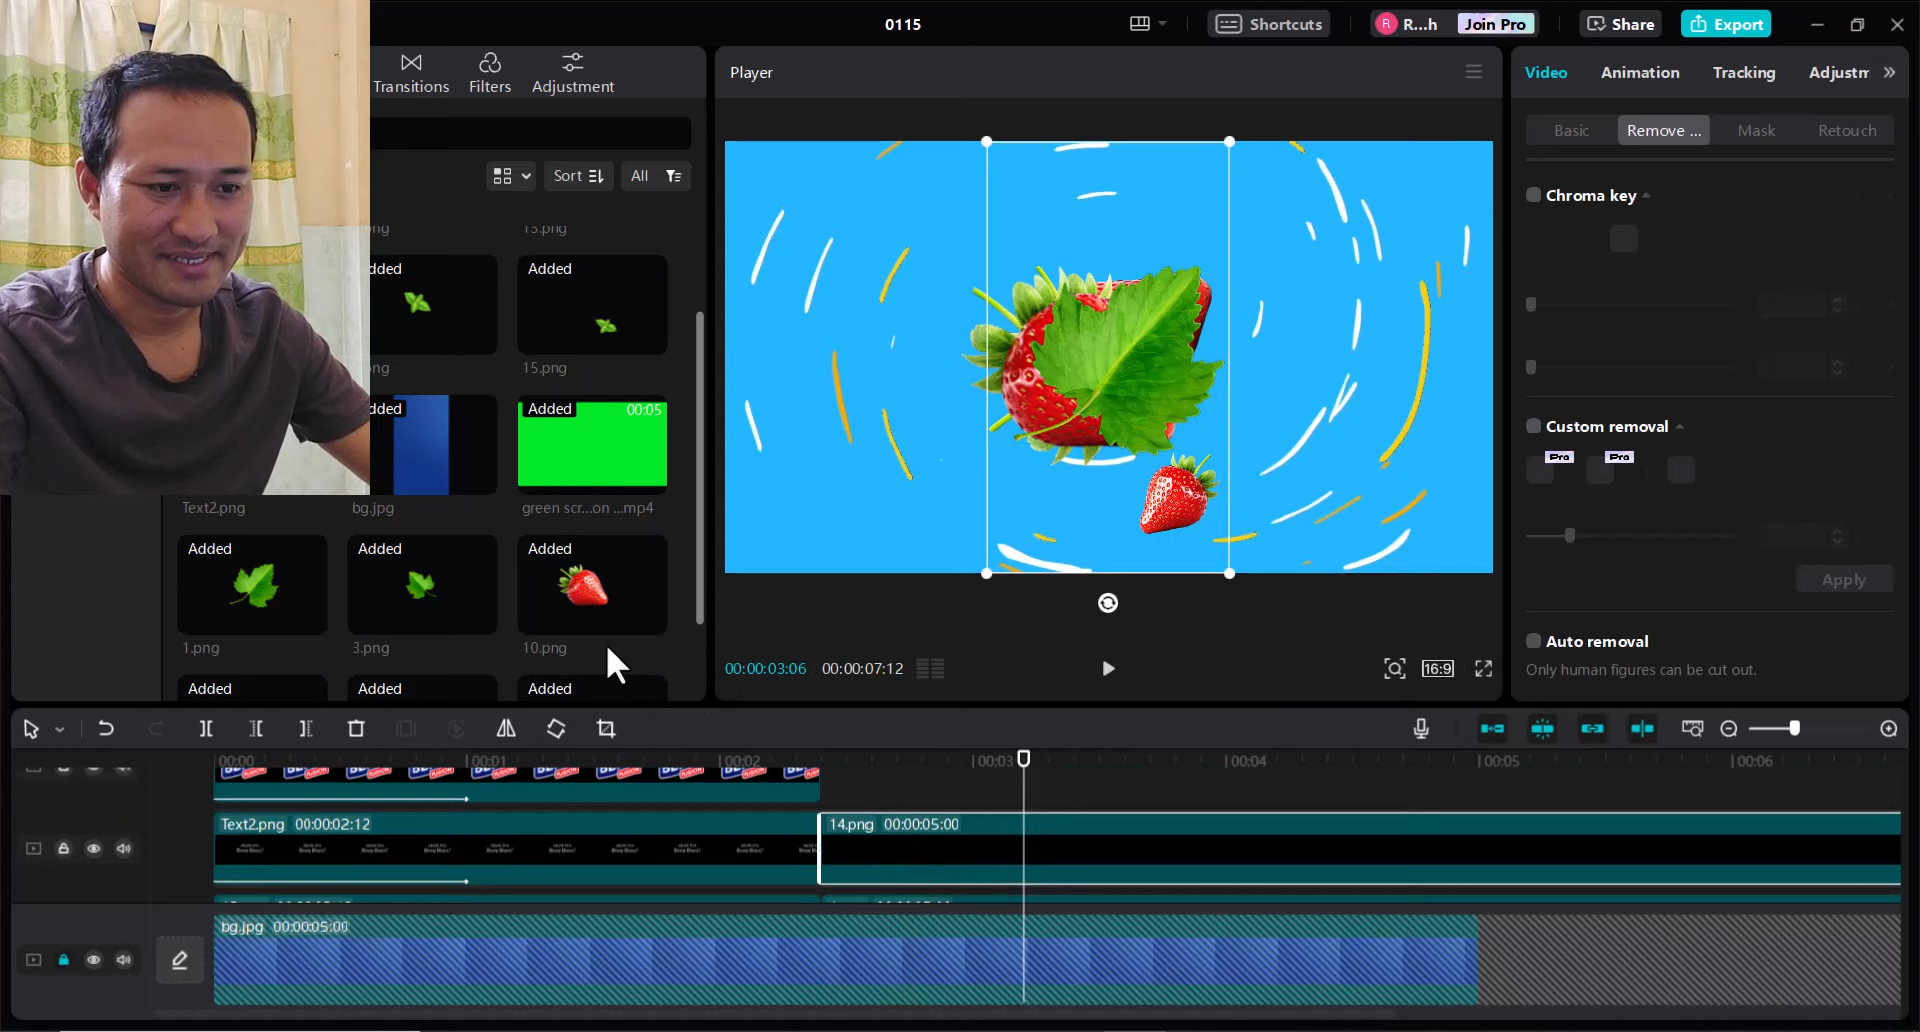 0115
Shortcuts
R
R...h
Join Pro
Share
Export
Transitions
Filters
Adjustment
Player
Video
Animation
Tracking
Adjustm
Basic
Remove ...
Mask
Retouch
Sort
All
Chroma key
13.png
Added
15.png
Added
00:05
Text2.png
bg.jpg
green scr...on ...mp4
Custom removal
Pro
Pro
Apply
Added
Added
Added
1.png
3.png
10.png
Auto removal
Only human figures can be cut out.
00:00:03:06
00:00:07:12
16:9
Added
Added
Added
00:00
00:01
00:02
00:03
00:04
00:05
00:06
Text2.png 00:00:02:12
14.png 00:00:05:00
bg.jpg 00:00:05:00